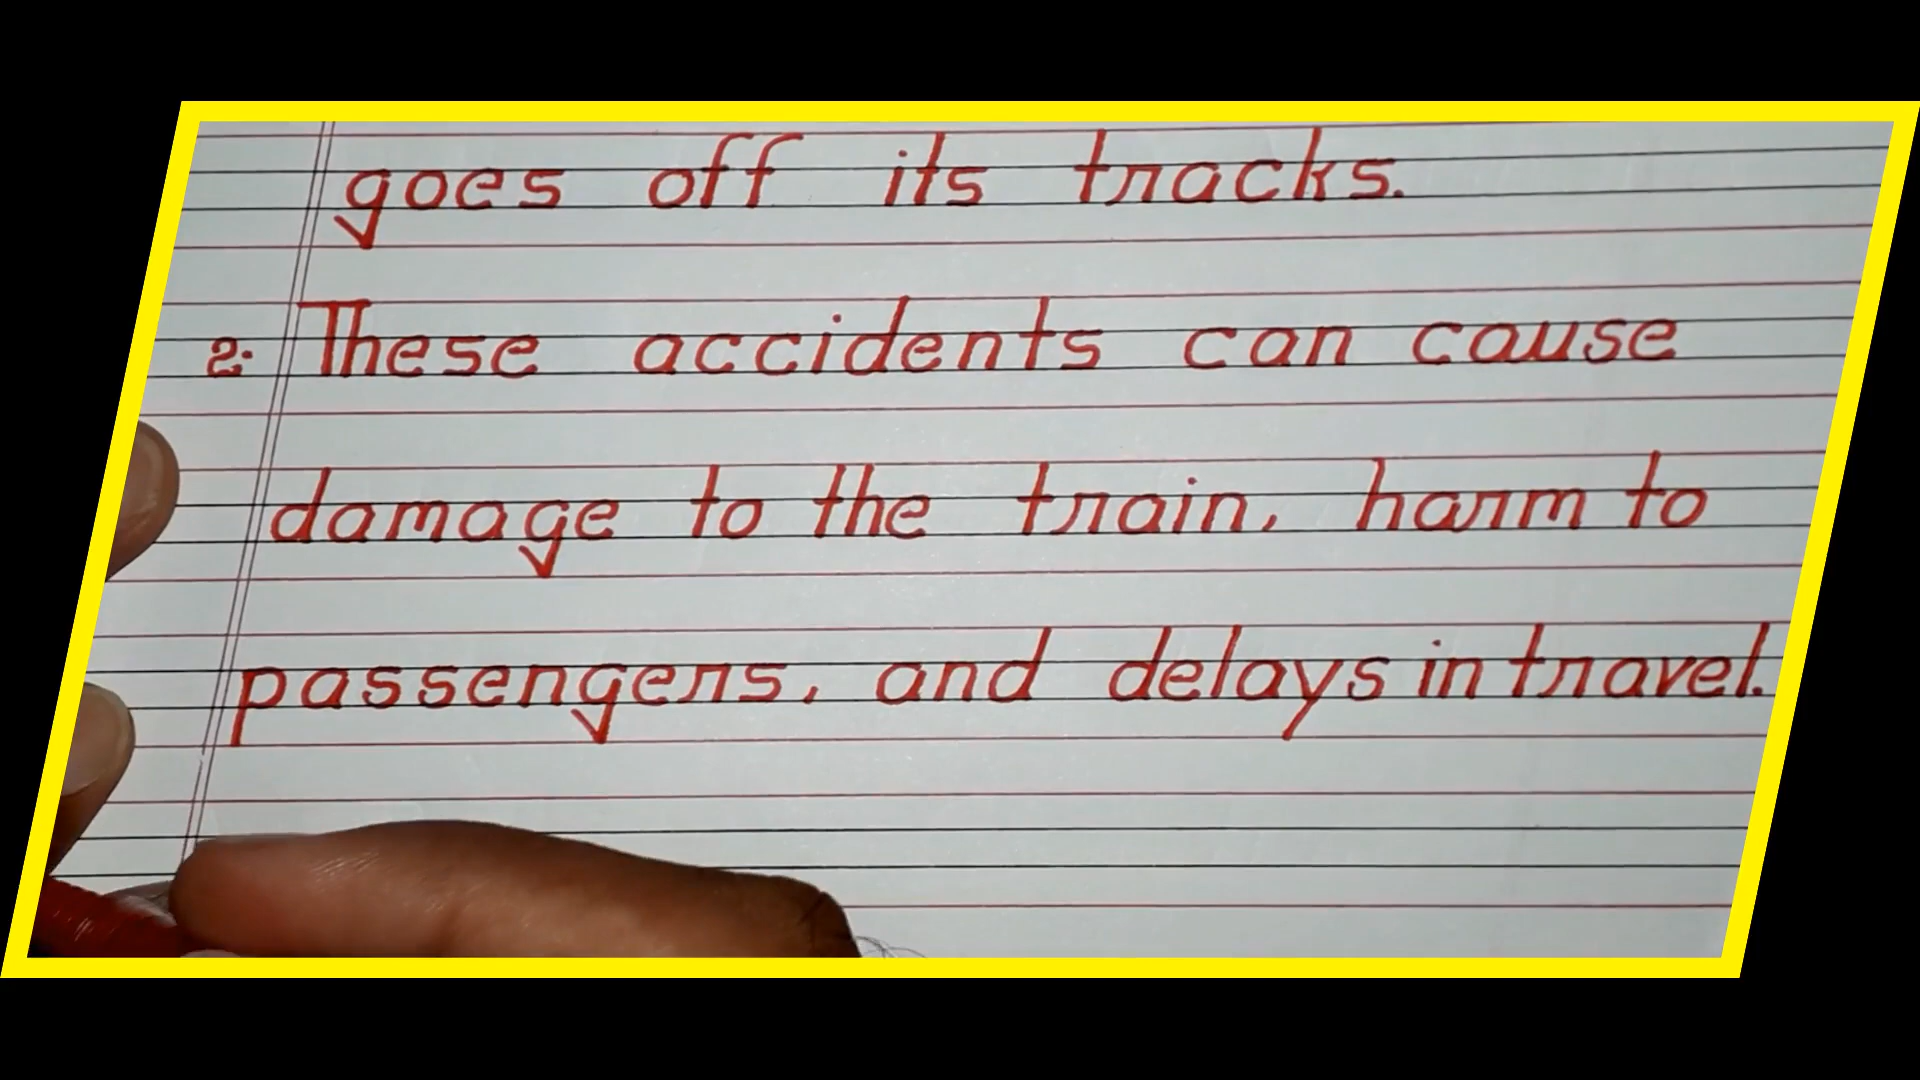 goes off its tracks.
2. These accidents can cause
damage to the train, harm to
passengers, and delays in travel.